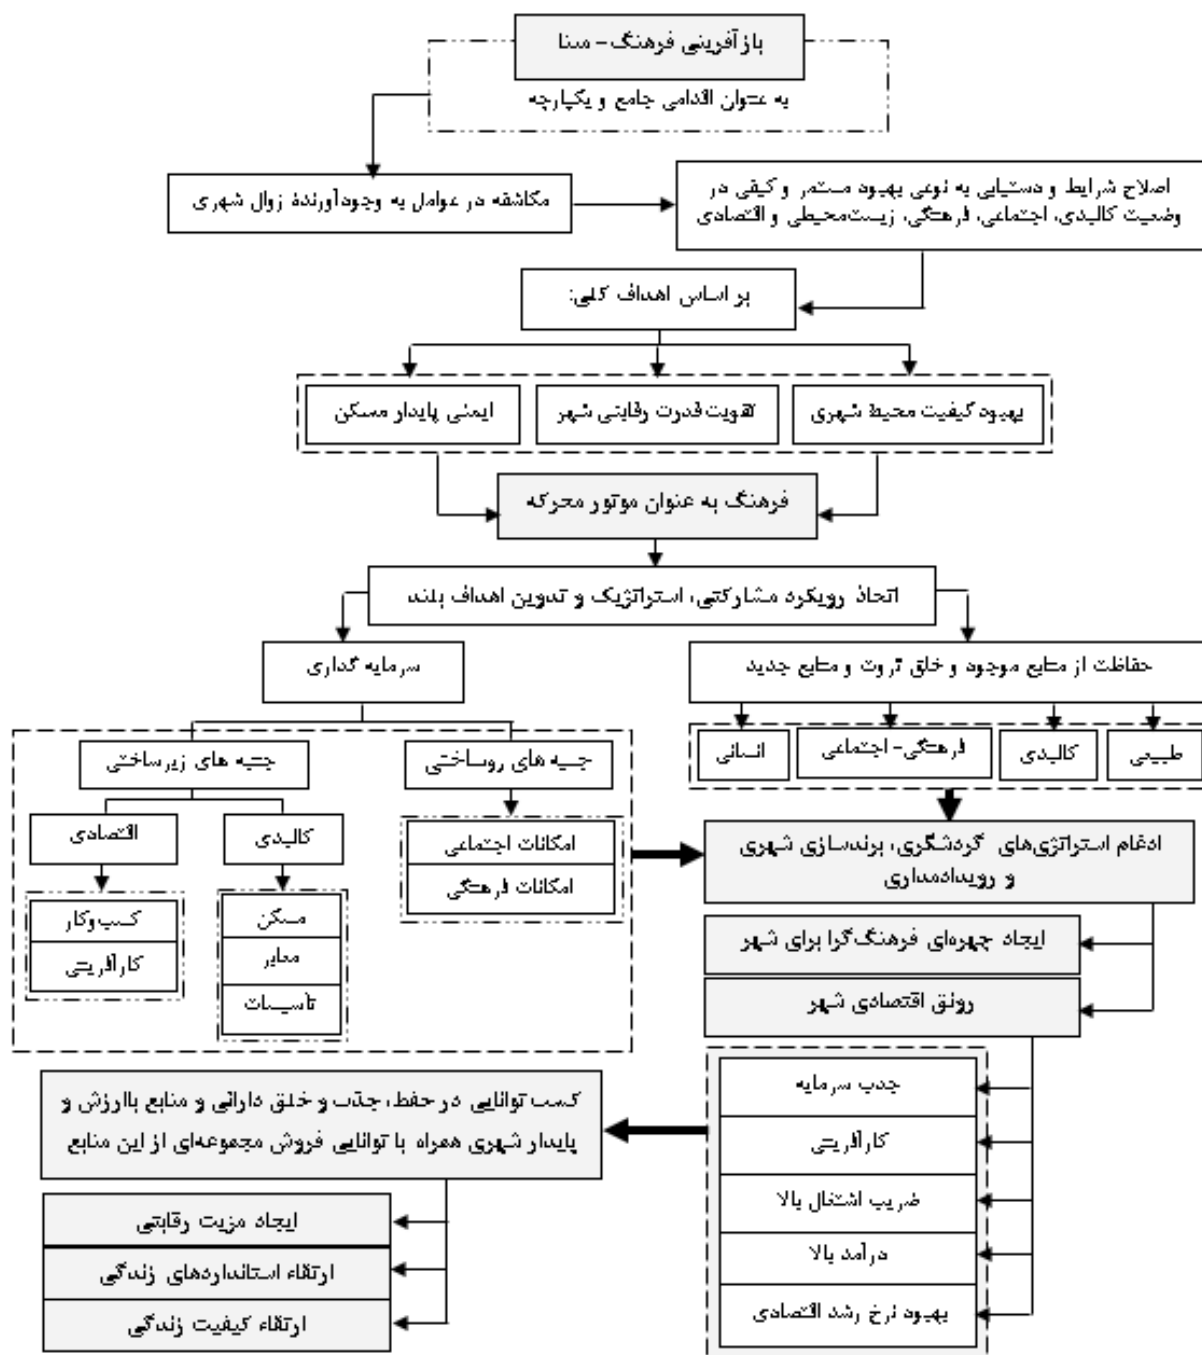 بازآفرینی فرهنگ - مبنا
به عنوان اقدامی جامع و یکپارچه
مکاشفه در عوامل به وجودآورندهٔ زوال شهری
اصلاح شرایط و دستیابی به نوعی بهبود مستمر و کیفی در
وضعیت کالبدی، اجتماعی، فرهنگی، زیست‌محیطی و اقتصادی
بر اساس اهداف کلی:
بهبود کیفیت محیط شهری
تقویت قدرت رقابتی شهر
ایمنی پایدار مسکن
فرهنگ به عنوان موتور محرکه
اتخاذ رویکرد مشارکتی، استراتژیک و تدوین اهداف بلند
حفاظت از منابع موجود و خلق ثروت و منابع جدید
سرمایه گذاری
طبیعی
کالبدی
فرهنگی - اجتماعی
انسانی
جنبه های روساختی
جنبه های زیرساختی
امکانات اجتماعی
امکانات فرهنگی
کالبدی
اقتصادی
مسکن
معابر
تأسیسات
کسب‌وکار
کارآفرینی
ادغام استراتژی‌های گردشگری، برندسازی شهری
و رویدادمداری
ایجاد چهره‌ای فرهنگ‌گرا برای شهر
رونق اقتصادی شهر
جذب سرمایه
کارآفرینی
ضریب اشتغال بالا
درآمد بالا
بهبود نرخ رشد اقتصادی
کسب توانایی در حفظ، جذب و خلق دارائی و منابع باارزش و
پایدار شهری همراه با توانایی فروش مجموعه‌ای از این منابع
ایجاد مزیت رقابتی
ارتقاء استانداردهای زندگی
ارتقاء کیفیت زندگی